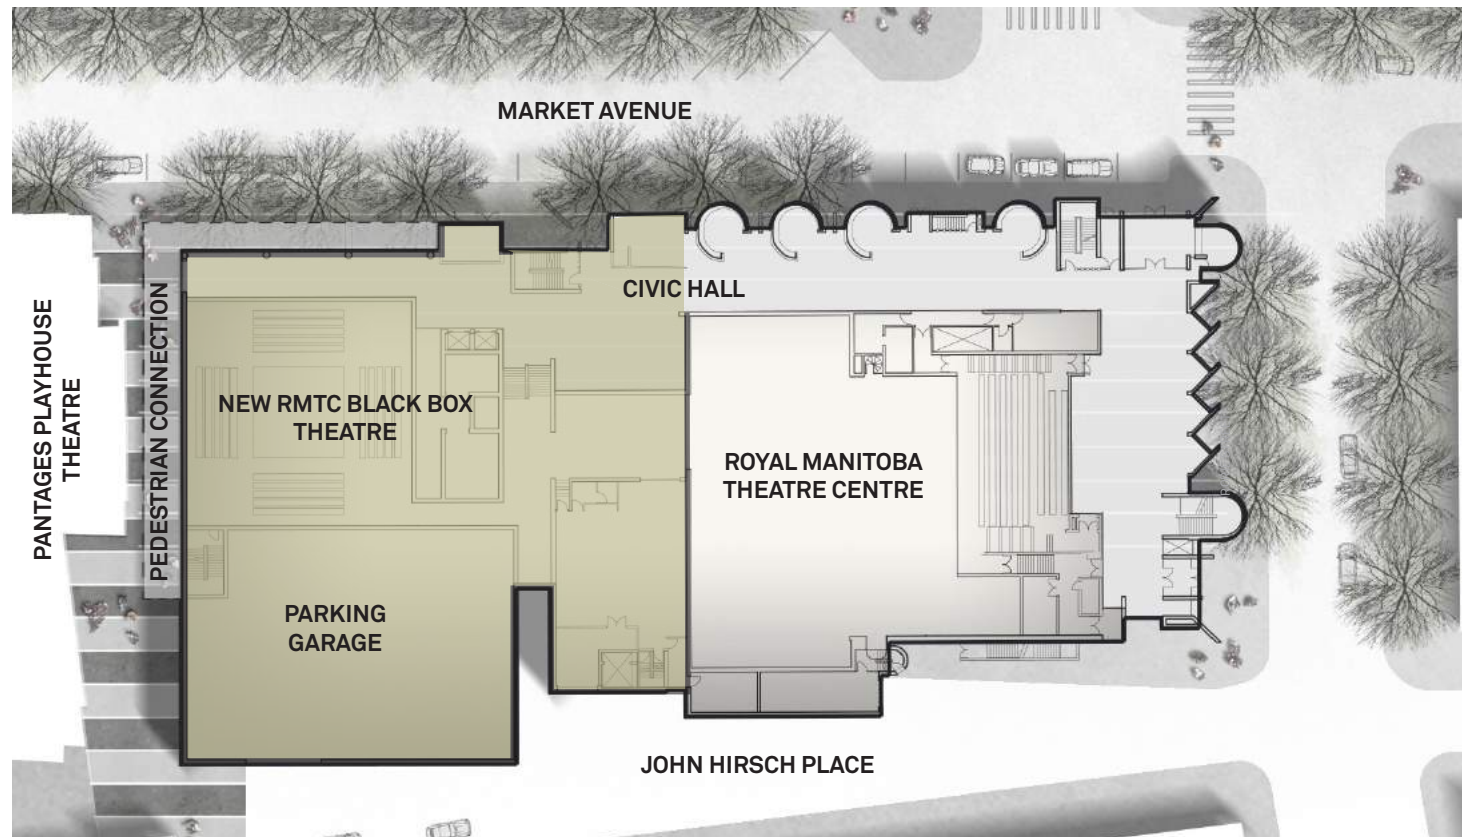 MARKET AVENUE
CIVIC HALL
PANTAGES PLAYHOUSE
THEATRE
PEDESTRIAN CONNECTION
NEW RMTC BLACK BOX
THEATRE
ROYAL MANITOBA
THEATRE CENTRE
PARKING
GARAGE
JOHN HIRSCH PLACE